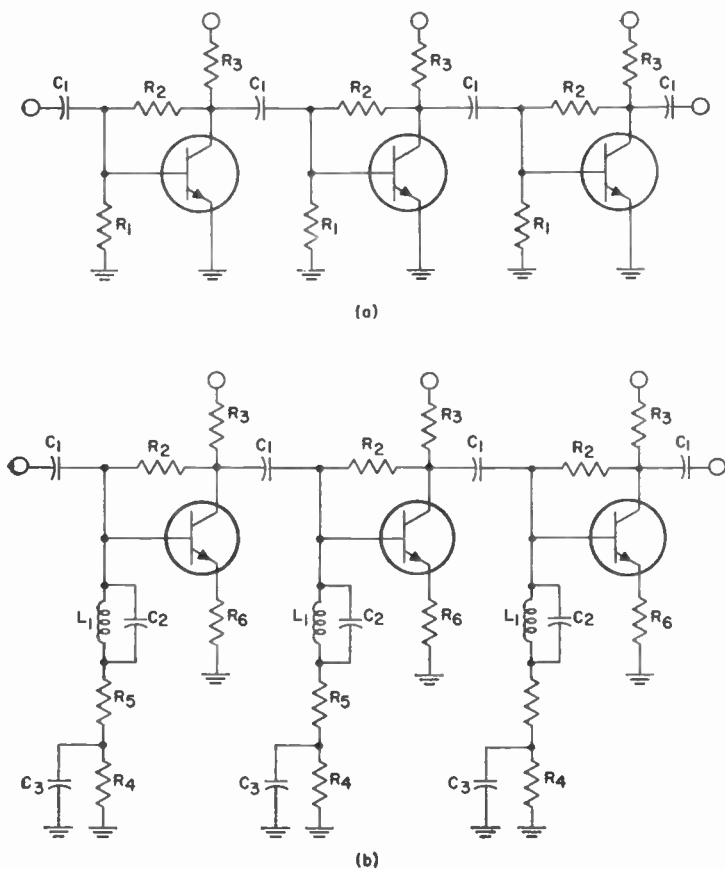 R3 R3 R3
C1 R2 C1 R2 C1 R2 C1
R1 R1 R1
(a)
R3 R3 R3
C1 R2 C1 R2 C1 R2 C1
L1 C2 R6 L1 C2 R6 L1 C2 R6
R5 R5
C3 R4 C3 R4 C3 R4
(b)